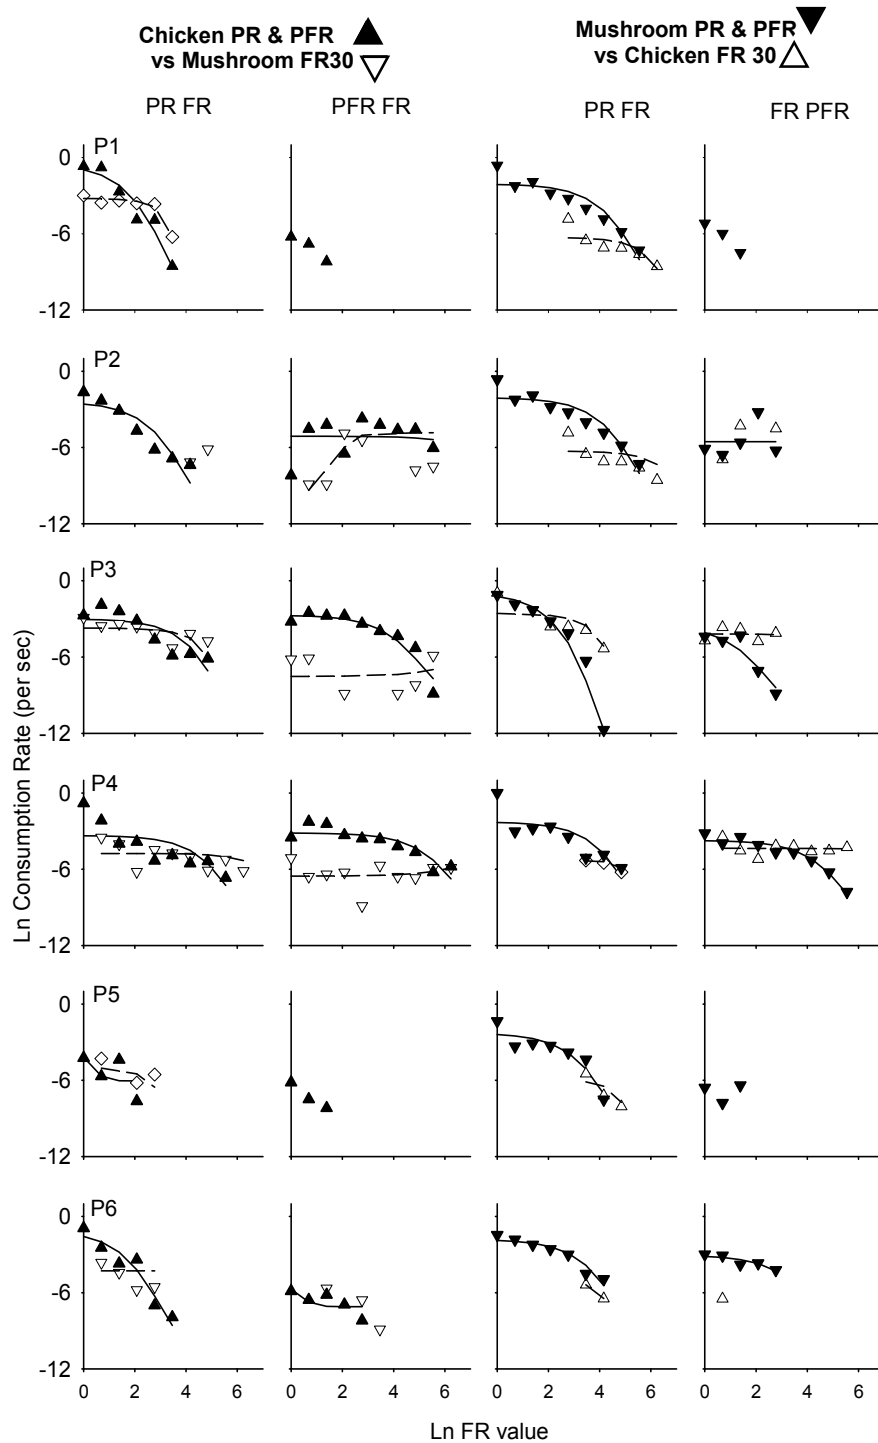 Chicken PR & PFR
vs Mushroom FR30
Mushroom PR & PFR
vs Chicken FR 30
PR FR
PFR FR
PR FR
FR PFR
P1
0
-6
-12
P2
0
-6
-12
P3
0
-6
-12
P4
0
-6
-12
P5
0
-6
-12
P6
0
-6
-12
0 2 4 6
0 2 4 6
0 2 4 6
0 2 4 6
Ln Consumption Rate (per sec)
Ln FR value